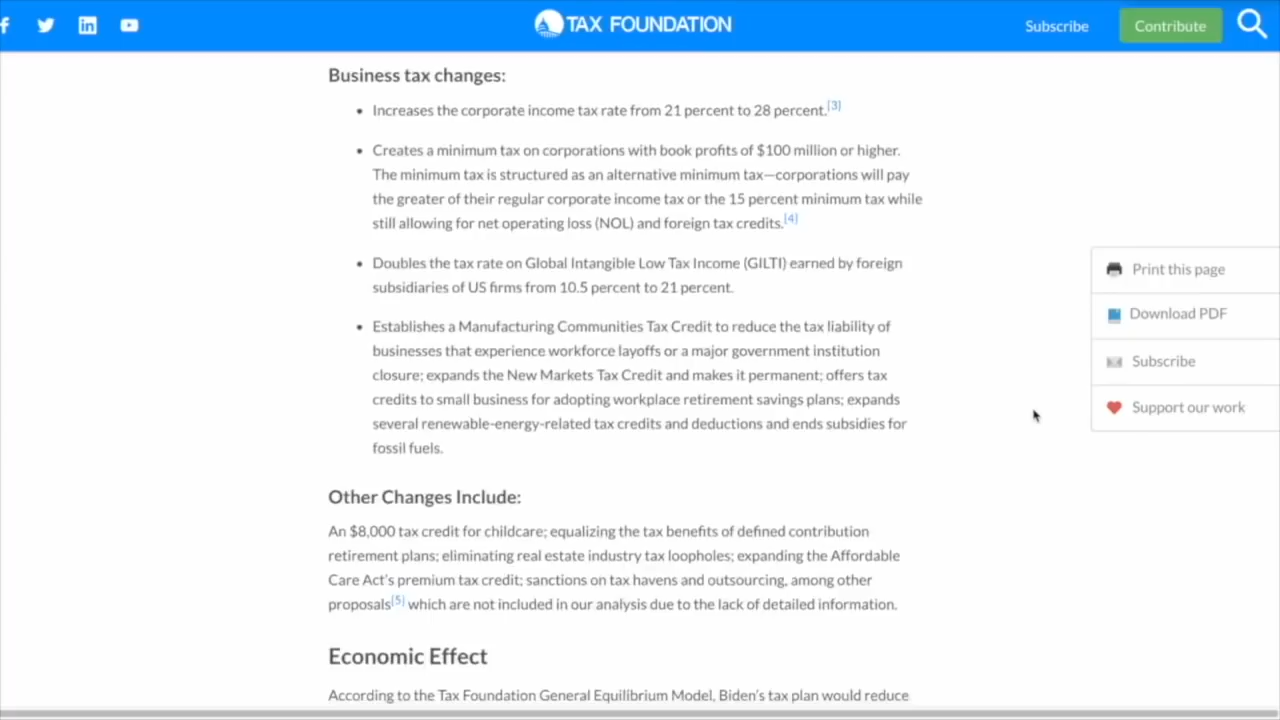 TAX FOUNDATION
Subscribe
Contribute
Business tax changes:
• Increases the corporate income tax rate from 21 percent to 28 percent.[3]
• Creates a minimum tax on corporations with book profits of $100 million or higher.
The minimum tax is structured as an alternative minimum tax—corporations will pay
the greater of their regular corporate income tax or the 15 percent minimum tax while
still allowing for net operating loss (NOL) and foreign tax credits.[4]
• Doubles the tax rate on Global Intangible Low Tax Income (GILTI) earned by foreign
subsidiaries of US firms from 10.5 percent to 21 percent.
• Establishes a Manufacturing Communities Tax Credit to reduce the tax liability of
businesses that experience workforce layoffs or a major government institution
closure; expands the New Markets Tax Credit and makes it permanent; offers tax
credits to small business for adopting workplace retirement savings plans; expands
several renewable-energy-related tax credits and deductions and ends subsidies for
fossil fuels.
Other Changes Include:
An $8,000 tax credit for childcare; equalizing the tax benefits of defined contribution
retirement plans; eliminating real estate industry tax loopholes; expanding the Affordable
Care Act's premium tax credit; sanctions on tax havens and outsourcing, among other
proposals[5] which are not included in our analysis due to the lack of detailed information.
Economic Effect
According to the Tax Foundation General Equilibrium Model, Biden's tax plan would reduce
Print this page
Download PDF
Subscribe
Support our work